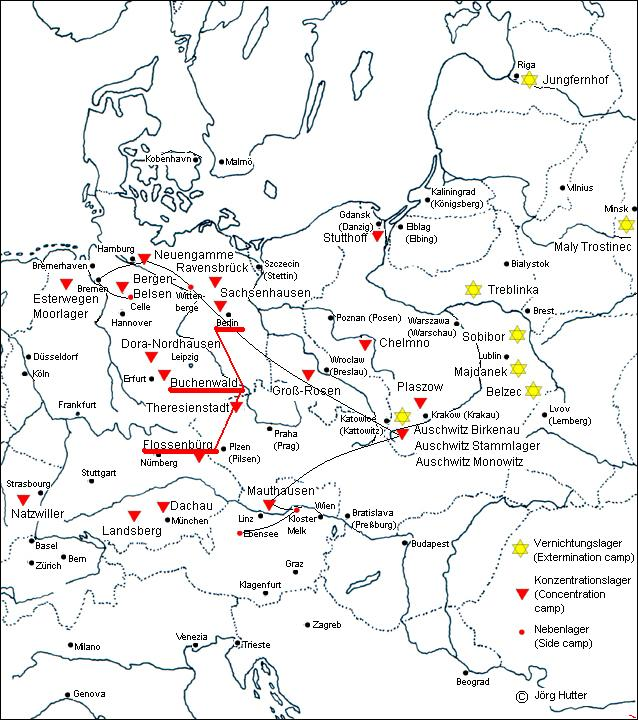 Riga
Jungfernhof
Kobenhavn
Malmö
Vilnius
Kaliningrad
(Königsberg)
Minsk
Gdansk
(Danzig)
Stutthof
Elblag
(Elbing)
Maly Trostinec
Hamburg
Neuengamme
Bremerhaven
Ravensbrück
Szczecin
(Stettin)
Bialystok
Bremen
Bergen-
Belsen
Witten-
berge
Sachsenhausen
Treblinka
Esterwegen
Moorlager
Celle
Hannover
Berlin
Poznan (Posen)
Warszawa
(Warschau)
Brest
Sobibor
Dora-Nordhausen
Chelmno
Düsseldorf
Leipzig
Wroclaw
(Breslau)
Lublin
Majdanek
Köln
Erfurt
Buchenwald
Groß-Rosen
Plaszow
Belzec
Frankfurt
Theresienstadt
Katowice
(Kattowitz)
Kraków (Krakau)
Lvov
(Lemberg)
Praha
(Prag)
Auschwitz Birkenau
Auschwitz Stammlager
Auschwitz Monowitz
Flossenbürg
Plzen
(Pilsen)
Nürnberg
Stuttgart
Strasbourg
Natzwiller
Mauthausen
Dachau
München
Landsberg
Linz
Kloster
Melk
Wien
Bratislava
(Preßburg)
Ebensee
Budapest
Basel
Bern
Zürich
Graz
Klagenfurt
Vernichtungslager
(Extermination camp)
Konzentrationslager
(Concentration
camp)
Nebenlager
(Side camp)
Zagreb
Milano
Venezia
Trieste
Beograd
Genova
© Jörg Hutter